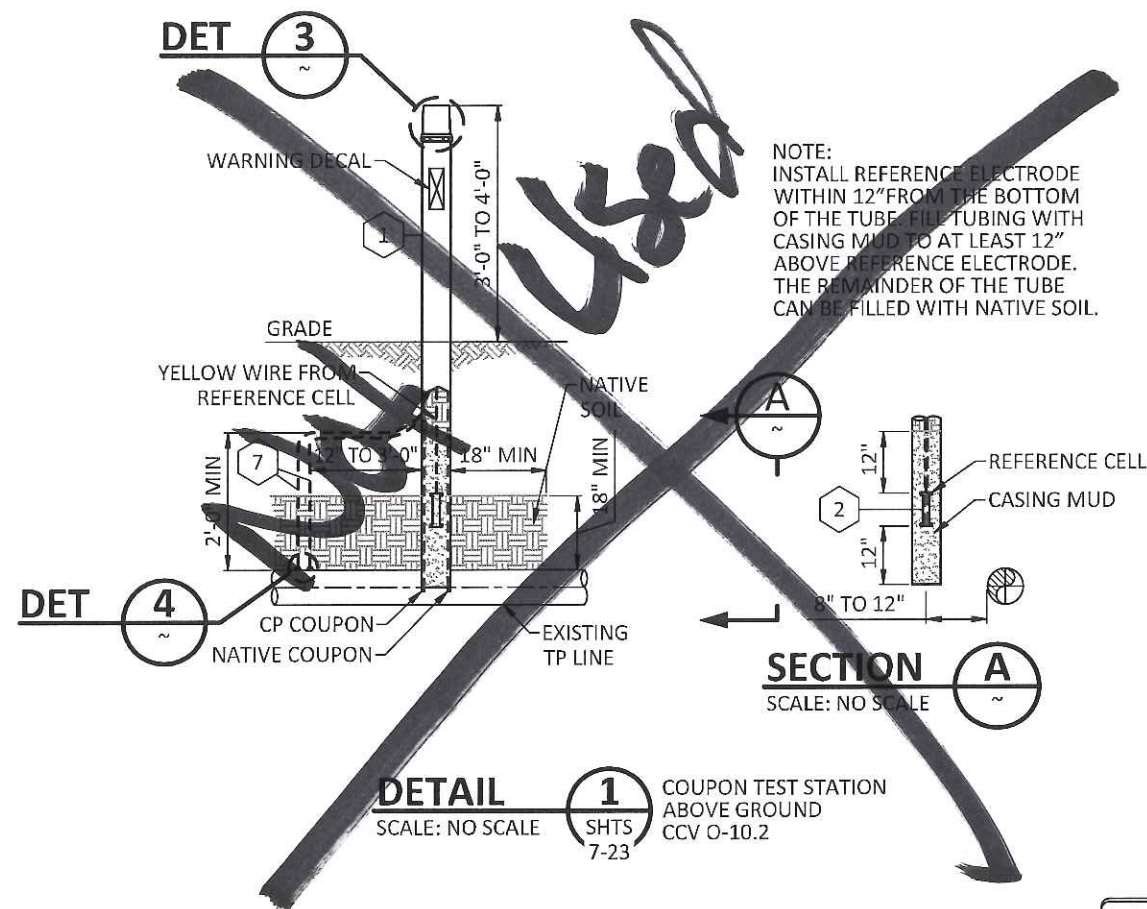 DET 3
~
WARNING DECAL
1
3'-0" TO 4'-0"
Not Used
NOTE:
INSTALL REFERENCE ELECTRODE
WITHIN 12" FROM THE BOTTOM
OF THE TUBE. FILL TUBING WITH
CASING MUD TO AT LEAST 12"
ABOVE REFERENCE ELECTRODE.
THE REMAINDER OF THE TUBE
CAN BE FILLED WITH NATIVE SOIL.
GRADE
YELLOW WIRE FROM
REFERENCE CELL
NATIVE
SOIL
A
~
7
12" TO 3'-0"
18" MIN
18" MIN
2'-0" MIN
12"
REFERENCE CELL
2
CASING MUD
12"
8" TO 12"
DET 4
~
CP COUPON
NATIVE COUPON
EXISTING
TP LINE
SECTION A
SCALE: NO SCALE ~
DETAIL 1
SCALE: NO SCALE
SHTS
7-23
COUPON TEST STATION
ABOVE GROUND
CCV O-10.2